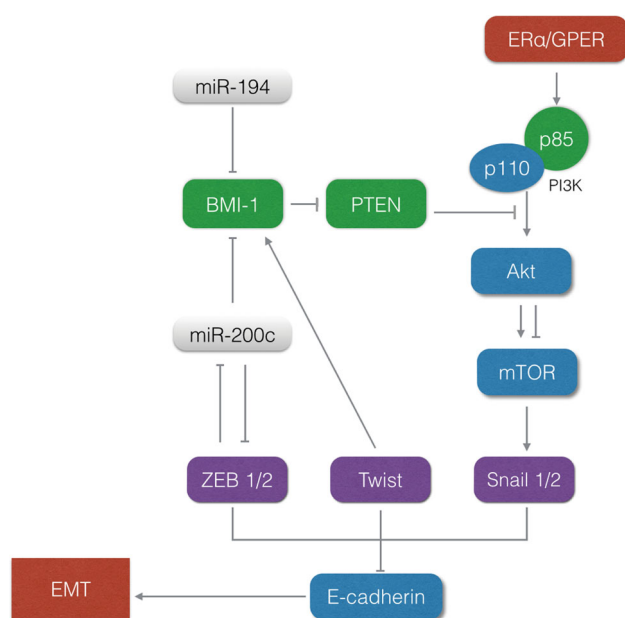 ERα/GPER
miR-194
p85
p110
PI3K
BMI-1
PTEN
Akt
miR-200c
mTOR
ZEB 1/2
Twist
Snail 1/2
EMT
E-cadherin